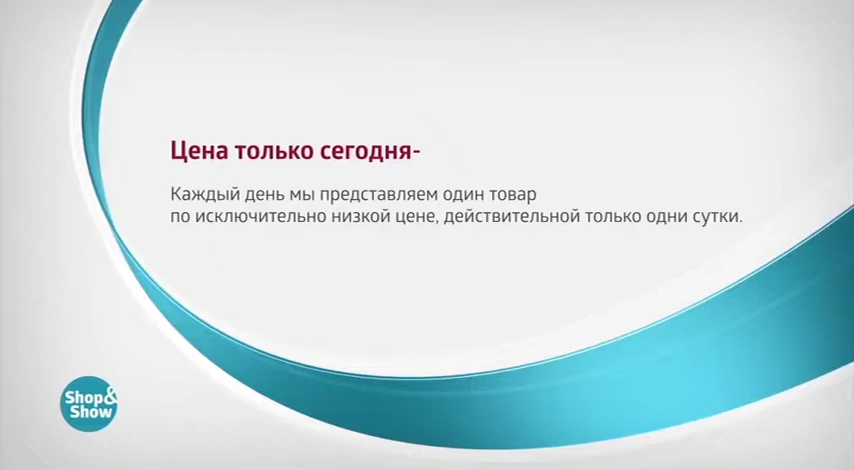 Цена только сегодня-
Каждый день мы представляем один товар
по исключительно низкой цене, действительной только одни сутки.
Shop&
Show